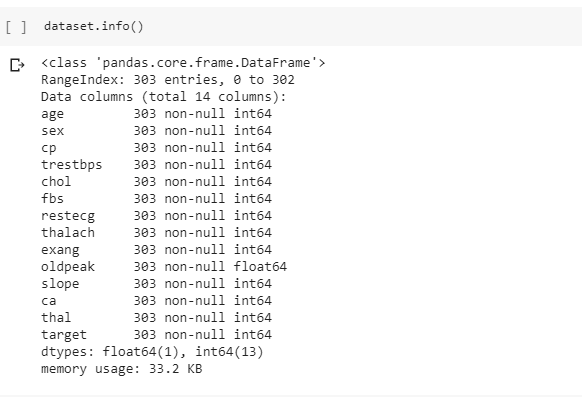 [ ] dataset.info()
<class 'pandas.core.frame.DataFrame'>
RangeIndex: 303 entries, 0 to 302
Data columns (total 14 columns):
age         303 non-null int64
sex         303 non-null int64
cp          303 non-null int64
trestbps    303 non-null int64
chol        303 non-null int64
fbs         303 non-null int64
restecg     303 non-null int64
thalach     303 non-null int64
exang       303 non-null int64
oldpeak     303 non-null float64
slope       303 non-null int64
ca          303 non-null int64
thal        303 non-null int64
target      303 non-null int64
dtypes: float64(1), int64(13)
memory usage: 33.2 KB